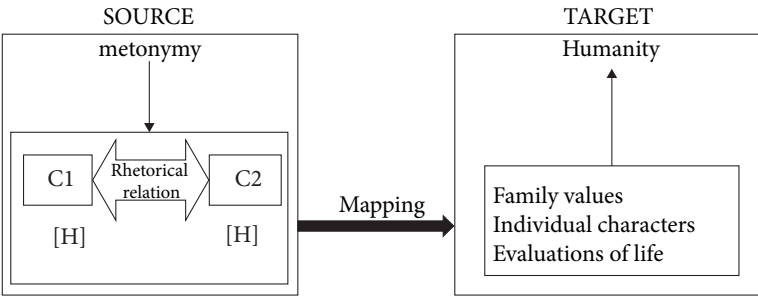 SOURCE
metonymy
C1
Rhetorical
relation
C2
[H]
[H]
Mapping
TARGET
Humanity
Family values
Individual characters
Evaluations of life